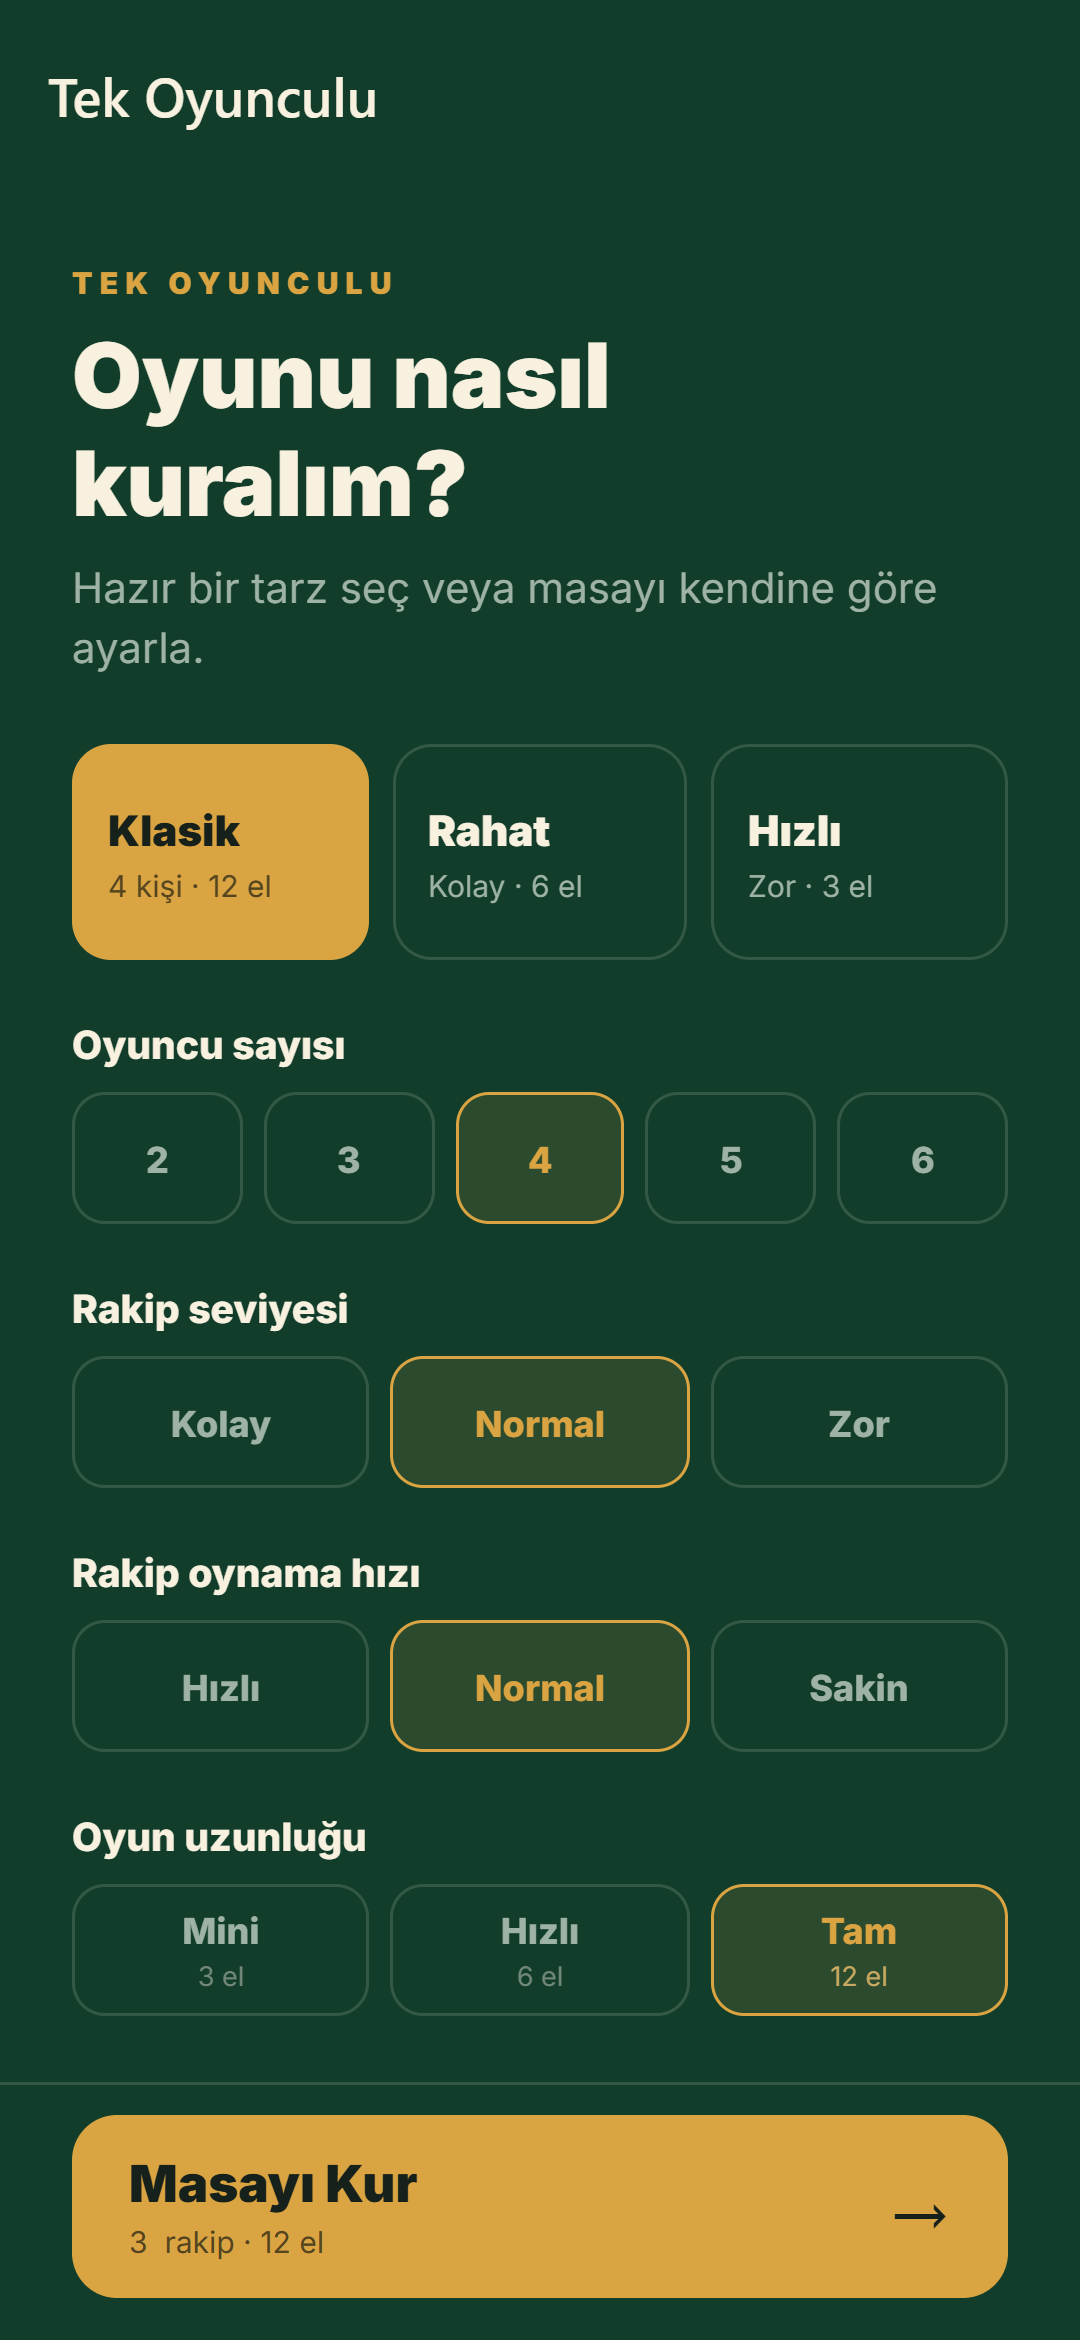 Tek Oyunculu
TEK OYUNCULU
Oyunu nasıl
kuralım?
Hazır bir tarz seç veya masayı kendine göre
ayarla.
Klasik
4 kişi · 12 el
Rahat
Kolay · 6 el
Hızlı
Zor · 3 el
Oyuncu sayısı
2 3 4 5 6
Rakip seviyesi
Kolay Normal Zor
Rakip oynama hızı
Hızlı Normal Sakin
Oyun uzunluğu
Mini
3 el
Hızlı
6 el
Tam
12 el
Masayı Kur
3 rakip · 12 el
→